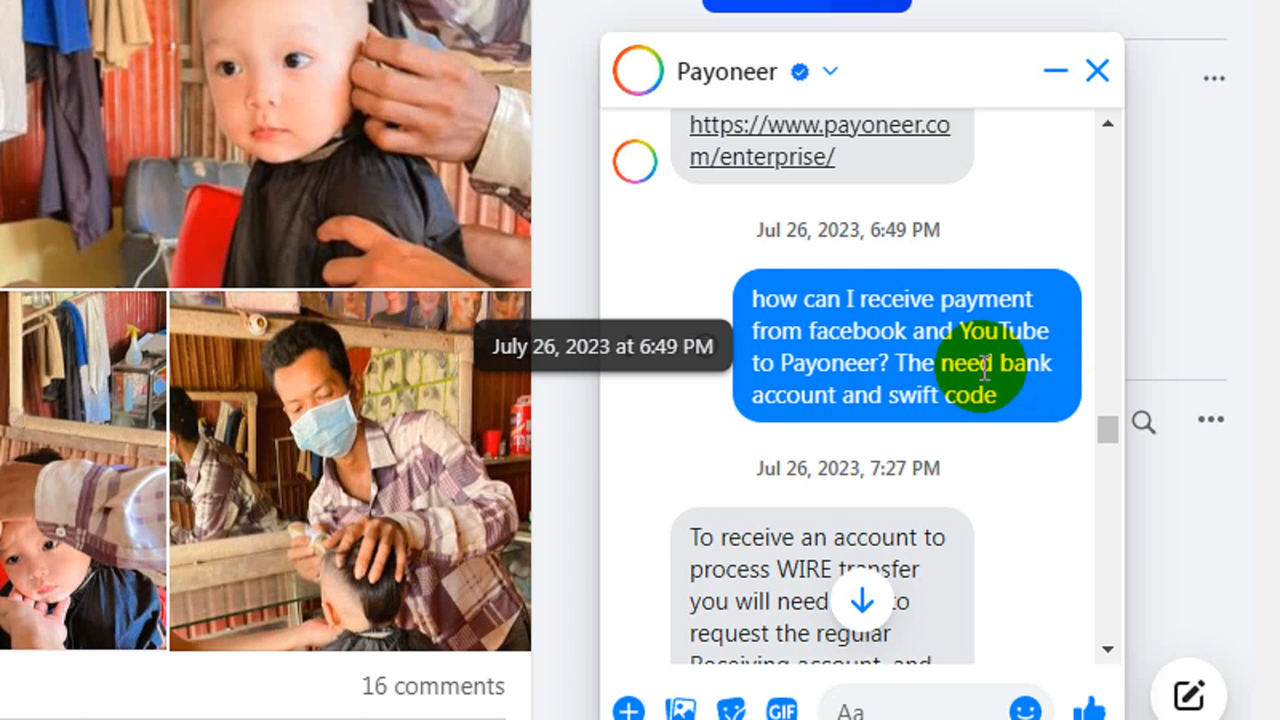 Payoneer
https://www.payoneer.co
m/enterprise/
Jul 26, 2023, 6:49 PM
how can I receive payment
from facebook and YouTube
to Payoneer? The need bank
account and swift code
July 26, 2023 at 6:49 PM
Jul 26, 2023, 7:27 PM
To receive an account to
process WIRE transfer
you will need to
request the regular
Receiving account, and
16 comments
GIF
Aa